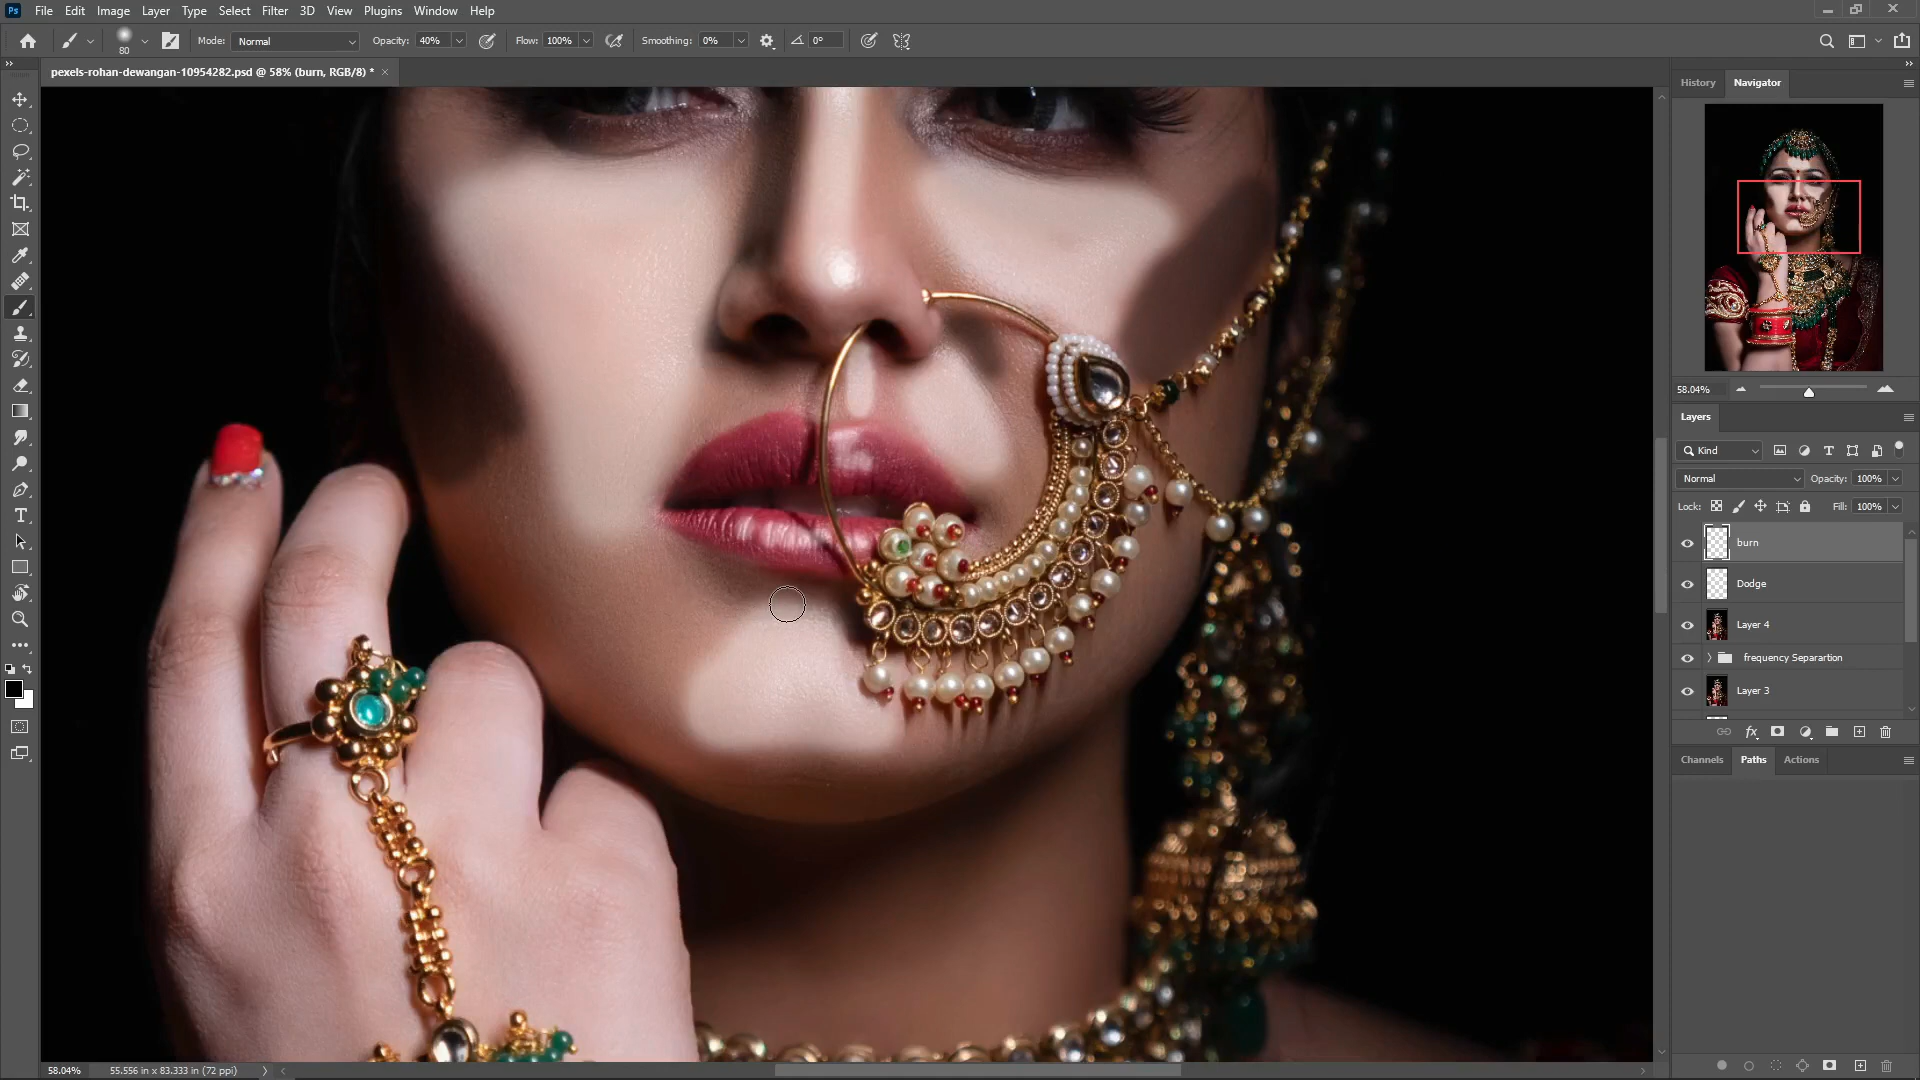 Ps File Edit Image Layer Type Select Filter 3D View Plugins Window Help
80 Mode: Normal Opacity: 40% Flow: 100% Smoothing: 0% 0°
pexels-rohan-dewangan-10954282.psd @ 58% (burn, RGB/8) * ×
History Navigator
58.04%
Layers
Kind
Normal Opacity: 100%
Lock: Fill: 100%
burn
Dodge
Layer 4
frequency Separartion
Layer 3
fx
Channels Paths Actions
58.04% 55.556 in x 83.333 in (72 ppi)